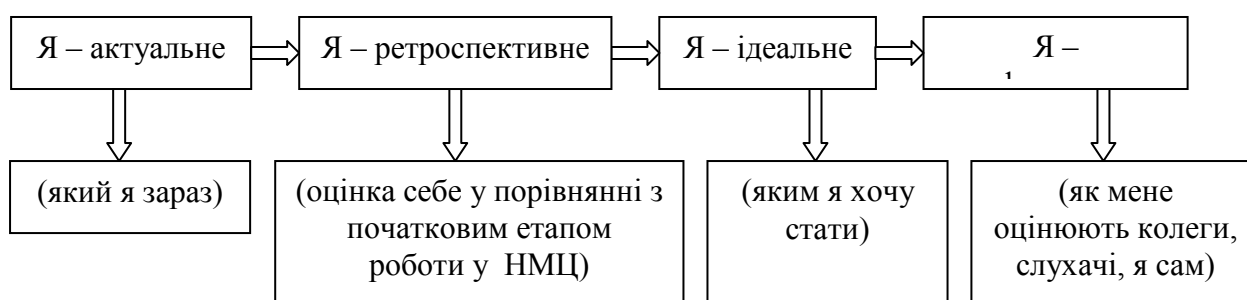 Я – актуальне
Я – ретроспективне
Я – ідеальне
Я –
(який я зараз)
(оцінка себе у порівнянні з
початковим етапом
роботи у НМЦ)
(яким я хочу
стати)
(як мене
оцінюють колеги,
слухачі, я сам)